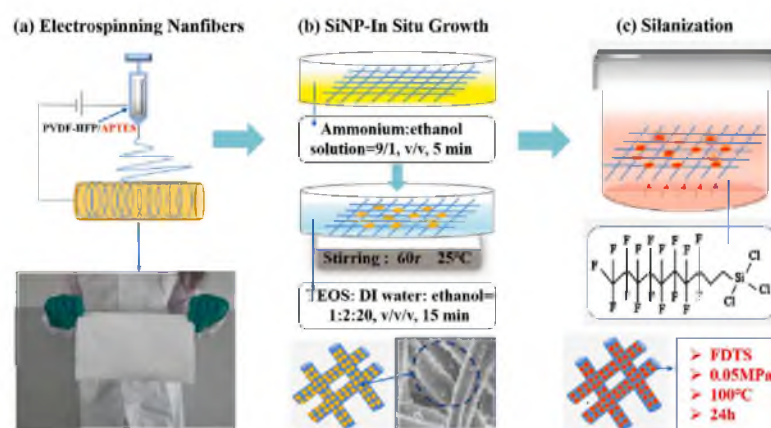 (a) Electrospinning Nanfibers
PVDF-HFP/APTES
(b) SiNP-In Situ Growth
Ammonium:ethanol
solution=9/1, v/v, 5 min
Stirring : 60r 25℃
TEOS: DI water: ethanol=
1:2:20, v/v/v, 15 min
(c) Silanization
F F F F F F F
F
Si
Cl
Cl
Cl
F F F F F F
➢ FDTS
➢ 0.05MPa
➢ 100℃
➢ 24h